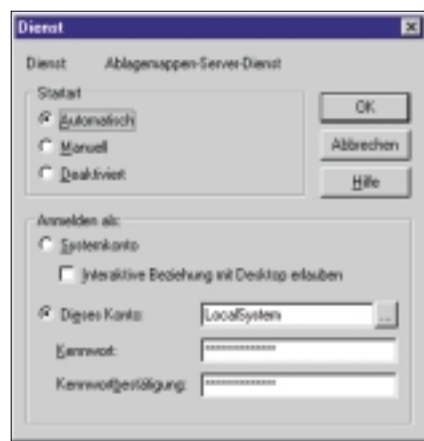 Dienst
Dienst Ablagemappen-Server-Dienst
Startart
Automatisch
Manuell
Deaktiviert
OK
Abbrechen
Hilfe
Anmelden als:
Systemkonto
Interaktive Beziehung mit Desktop erlauben
Dieses Konto: LocalSystem ...
Kennwort: **************
Kennwortbestätigung: **************